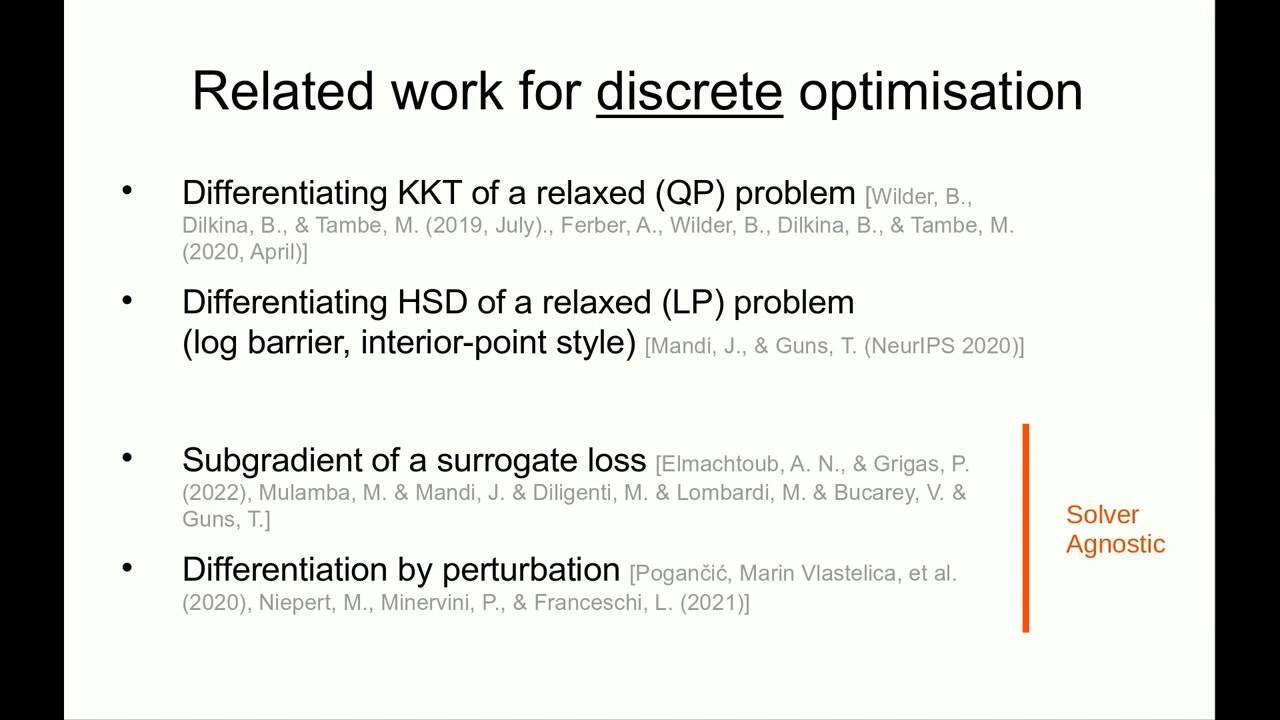 Related work for discrete optimisation
• Differentiating KKT of a relaxed (QP) problem [Wilder, B.,
Dilkina, B., & Tambe, M. (2019, July)., Ferber, A., Wilder, B., Dilkina, B., & Tambe, M.
(2020, April)]
• Differentiating HSD of a relaxed (LP) problem
(log barrier, interior-point style) [Mandi, J., & Guns, T. (NeurIPS 2020)]
• Subgradient of a surrogate loss [Elmachtoub, A. N., & Grigas, P.
(2022), Mulamba, M. & Mandi, J. & Diligenti, M. & Lombardi, M. & Bucarey, V. &
Guns, T.]
• Differentiation by perturbation [Pogančić, Marin Vlastelica, et al.
(2020), Niepert, M., Minervini, P., & Franceschi, L. (2021)]
Solver
Agnostic